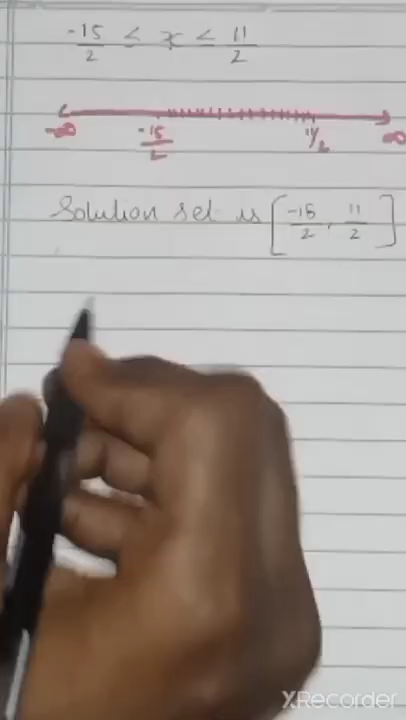 -15/2 ≤ x ≤ 11/2
-∞ -15/2 11/2 ∞
Solution set is [-15/2, 11/2]
XRecorder